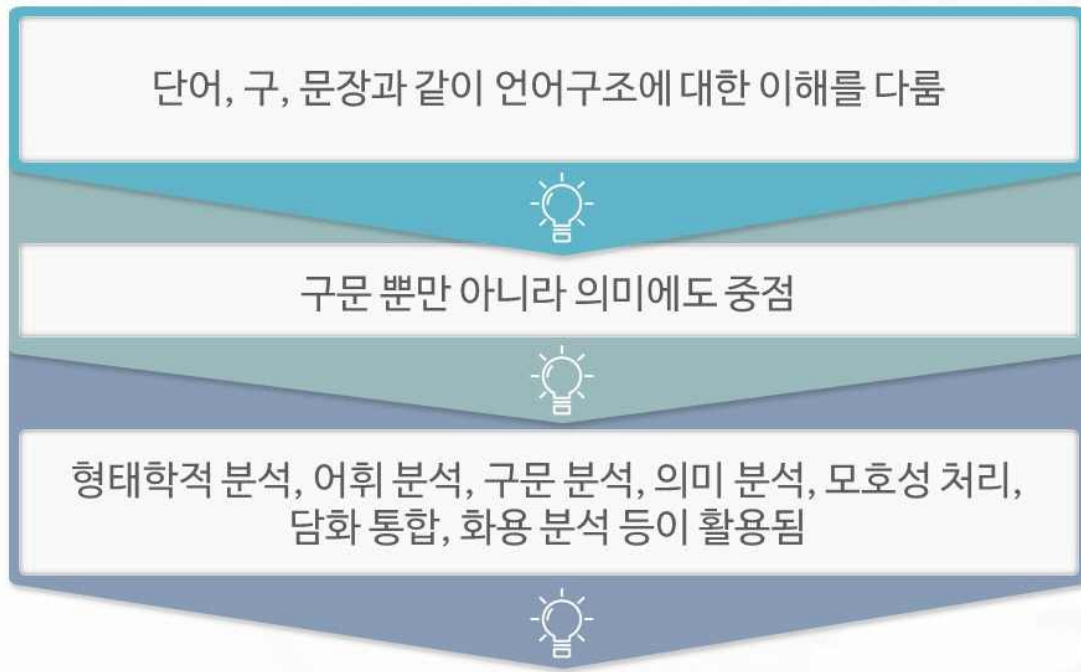 단어, 구, 문장과 같이 언어구조에 대한 이해를 다룸
구문 뿐만 아니라 의미에도 중점
형태학적 분석, 어휘 분석, 구문 분석, 의미 분석, 모호성 처리,
담화 통합, 화용 분석 등이 활용됨